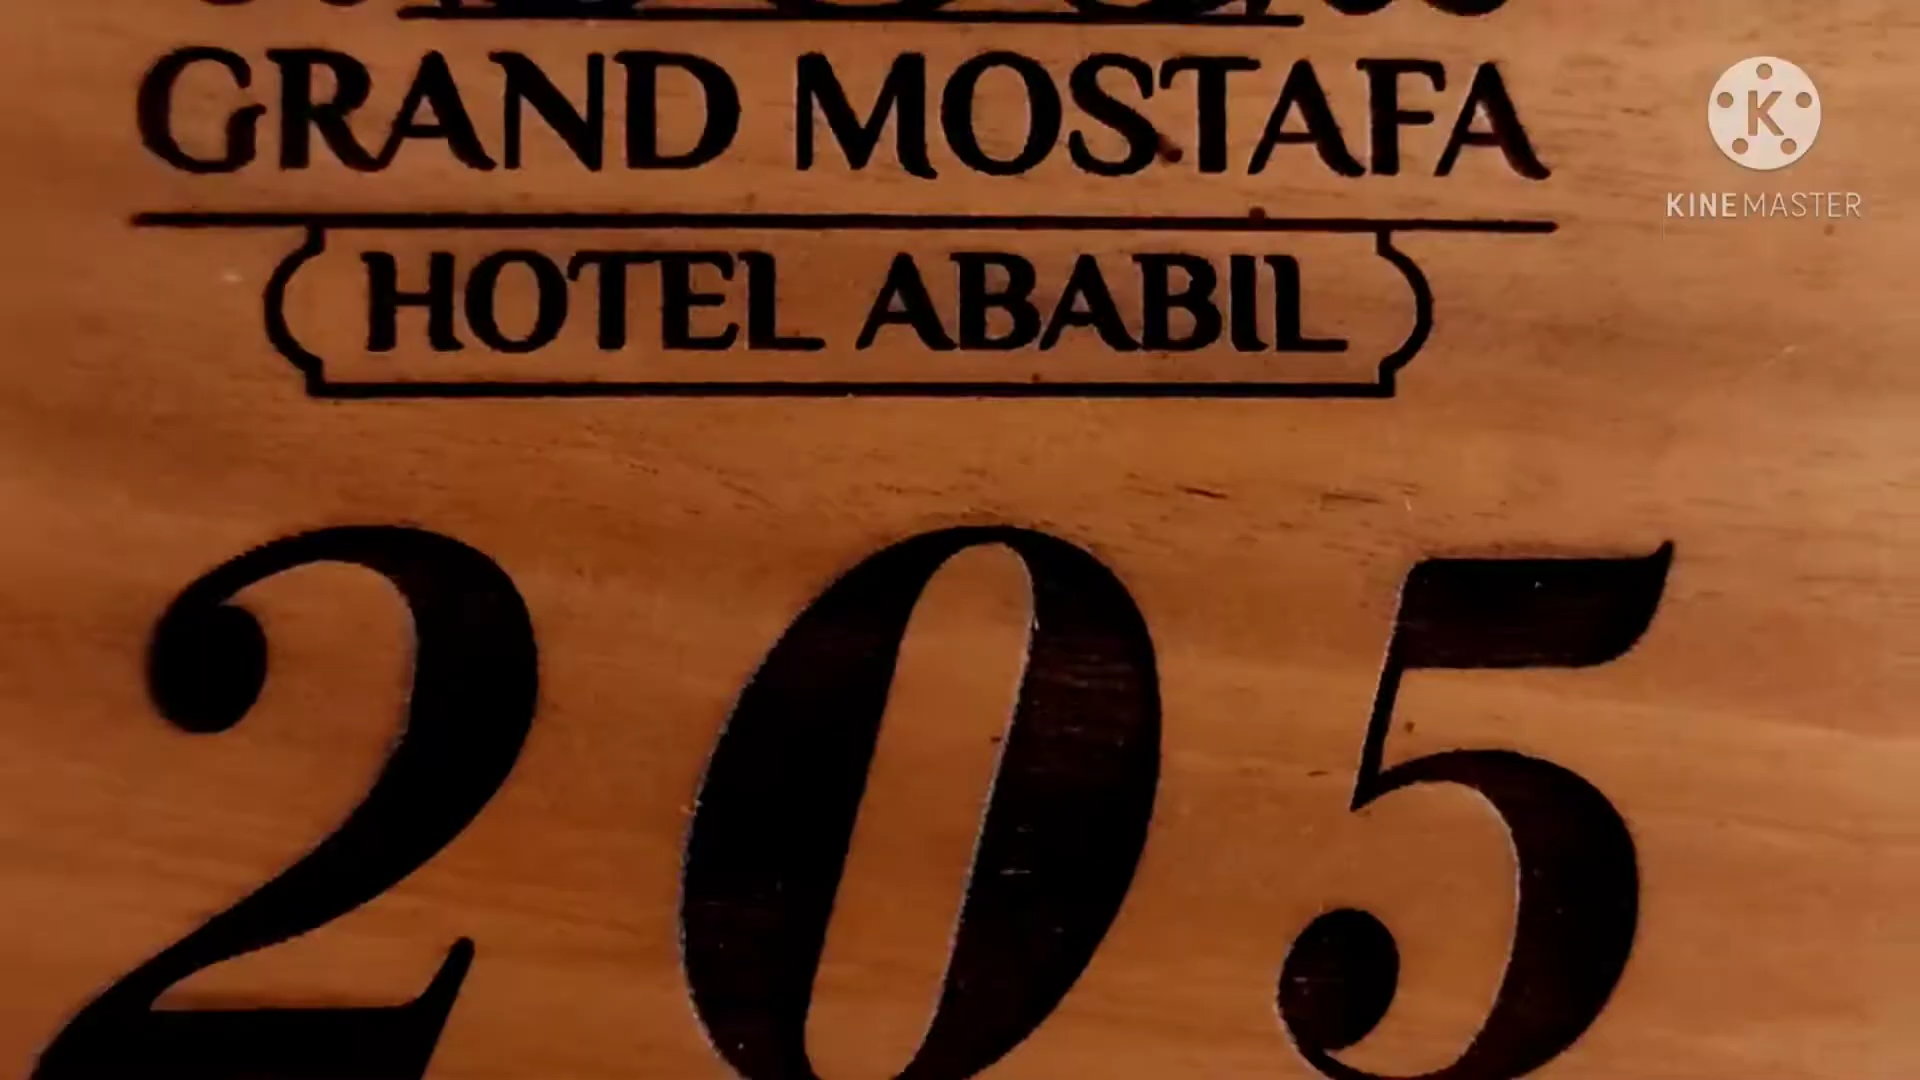 GRAND MOSTAFA
HOTEL ABABIL
205
K
KINEMASTER